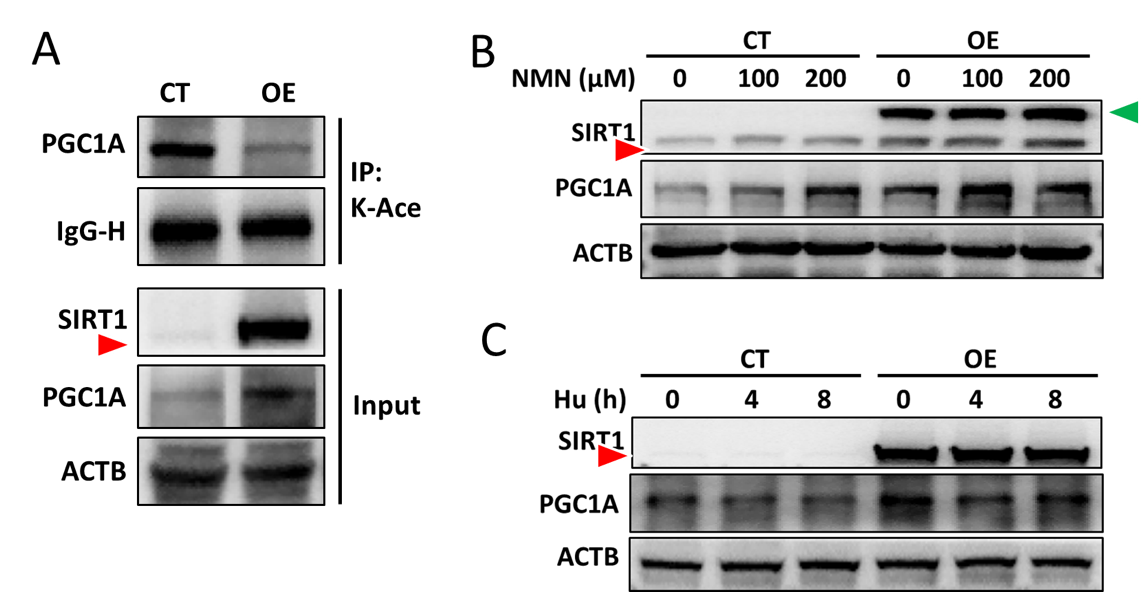 A
CT OE
PGC1A
IgG-H
IP:
K-Ace
SIRT1
PGC1A
ACTB
Input
B
CT OE
NMN (µM) 0 100 200 0 100 200
SIRT1
PGC1A
ACTB
C
CT OE
Hu (h) 0 4 8 0 4 8
SIRT1
PGC1A
ACTB